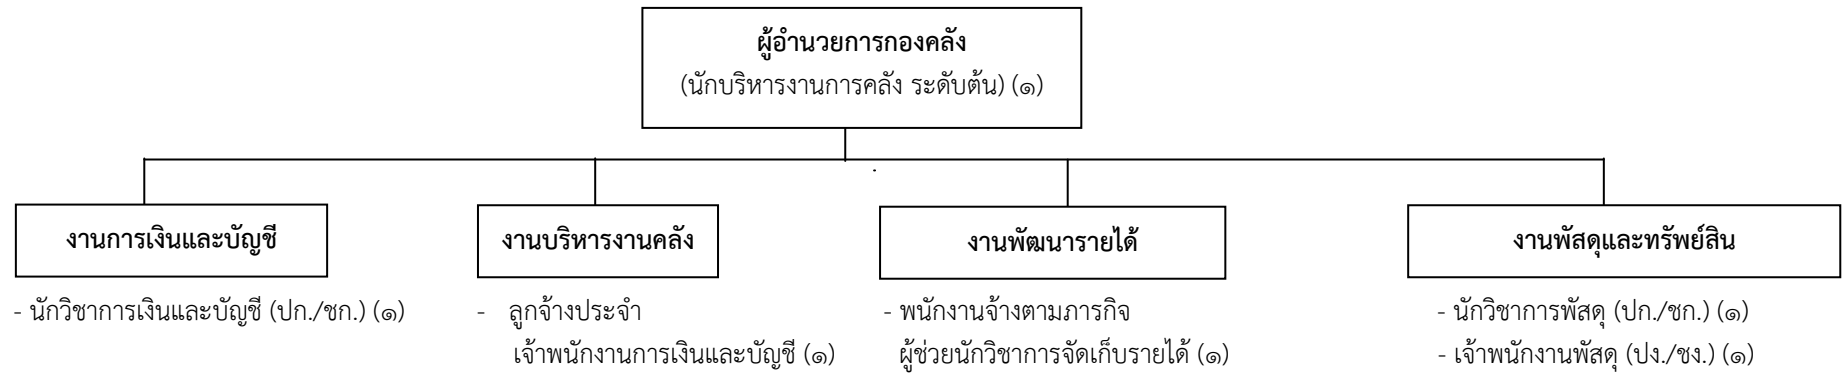 ผู้อำนวยการกองคลัง
(นักบริหารงานการคลัง ระดับต้น) (๑)
งานการเงินและบัญชี
- นักวิชาการเงินและบัญชี (ปก./ชก.) (๑)
งานบริหารงานคลัง
- ลูกจ้างประจำ
เจ้าพนักงานการเงินและบัญชี (๑)
งานพัฒนารายได้
- พนักงานจ้างตามภารกิจ
ผู้ช่วยนักวิชาการจัดเก็บรายได้ (๑)
งานพัสดุและทรัพย์สิน
- นักวิชาการพัสดุ (ปก./ชก.) (๑)
- เจ้าพนักงานพัสดุ (ปง./ชง.) (๑)